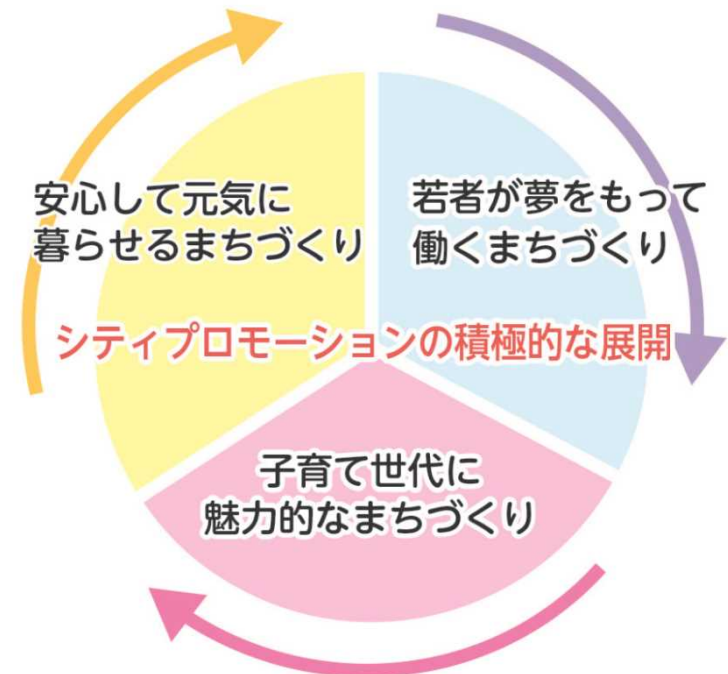 安心して元気に
暮らせるまちづくり
若者が夢をもって
働くまちづくり
シティプロモーションの積極的な展開
子育て世代に
魅力的なまちづくり